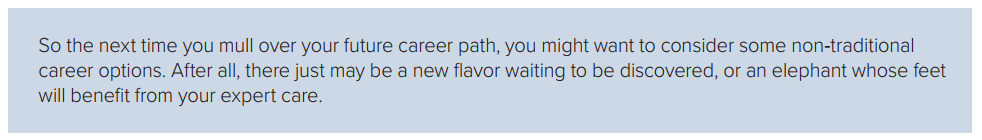 So the next time you mull over your future career path, you might want to consider some non-traditional
career options. After all, there just may be a new flavor waiting to be discovered, or an elephant whose feet
will benefit from your expert care.